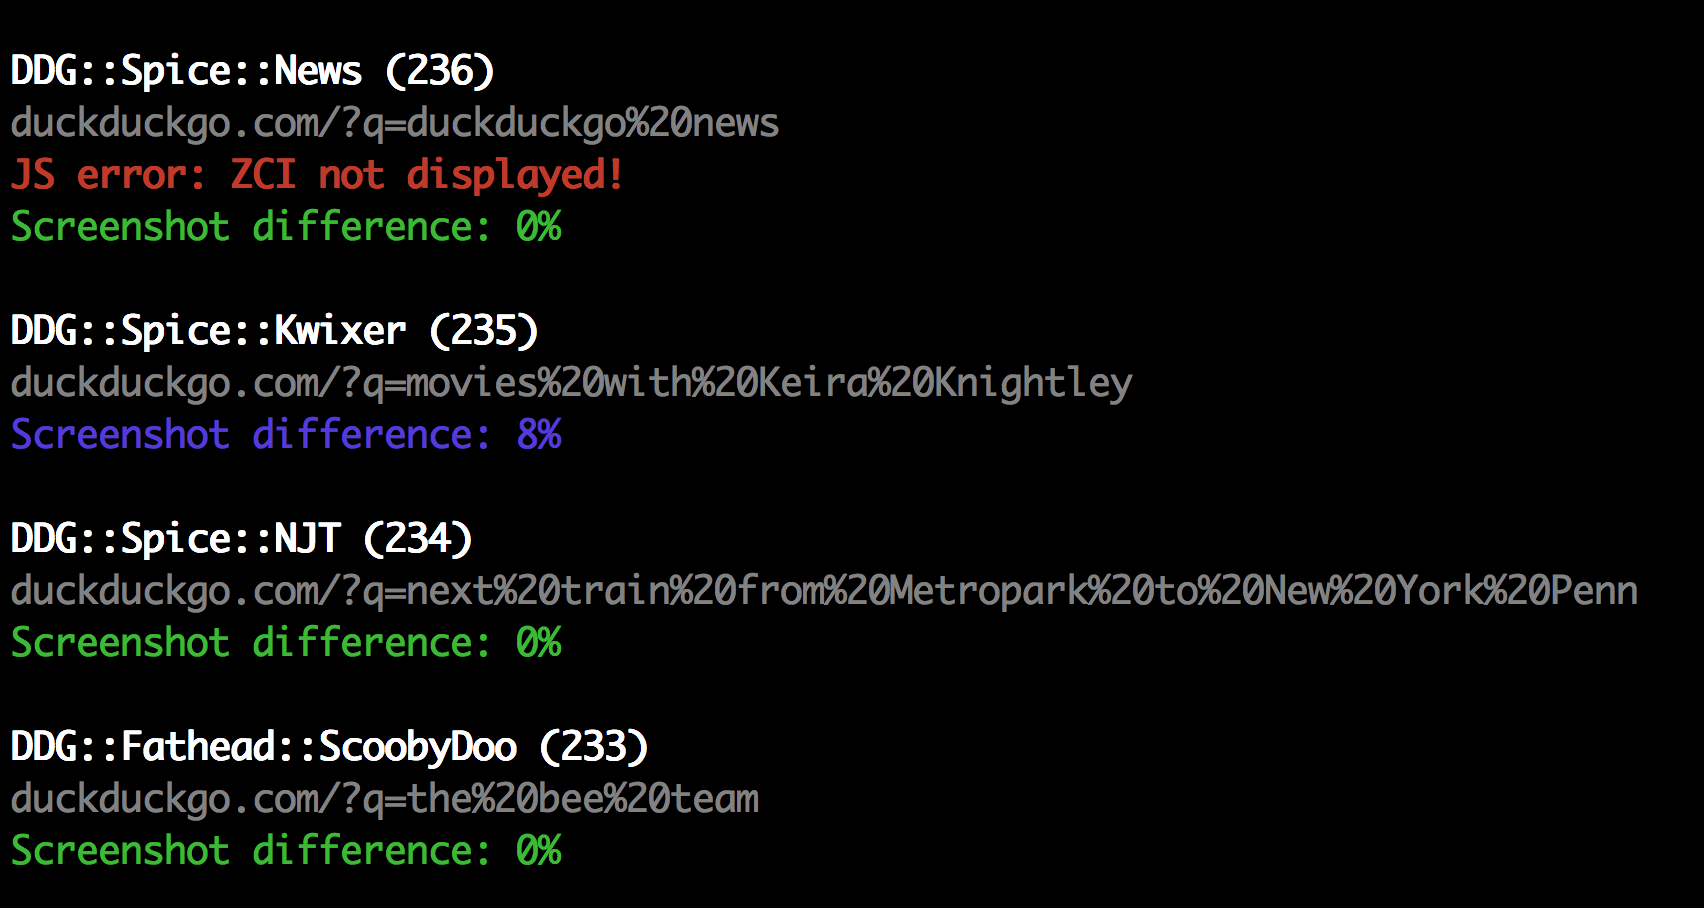 DDG::Spice::News (236)
duckduckgo.com/?q=duckduckgo%20news
JS error: ZCI not displayed!
Screenshot difference: 0%
DDG::Spice::Kwixer (235)
duckduckgo.com/?q=movies%20with%20Keira%20Knightley
Screenshot difference: 8%
DDG::Spice::NJT (234)
duckduckgo.com/?q=next%20train%20from%20Metropark%20to%20New%20York%20Penn
Screenshot difference: 0%
DDG::Fathead::ScoobyDoo (233)
duckduckgo.com/?q=the%20bee%20team
Screenshot difference: 0%